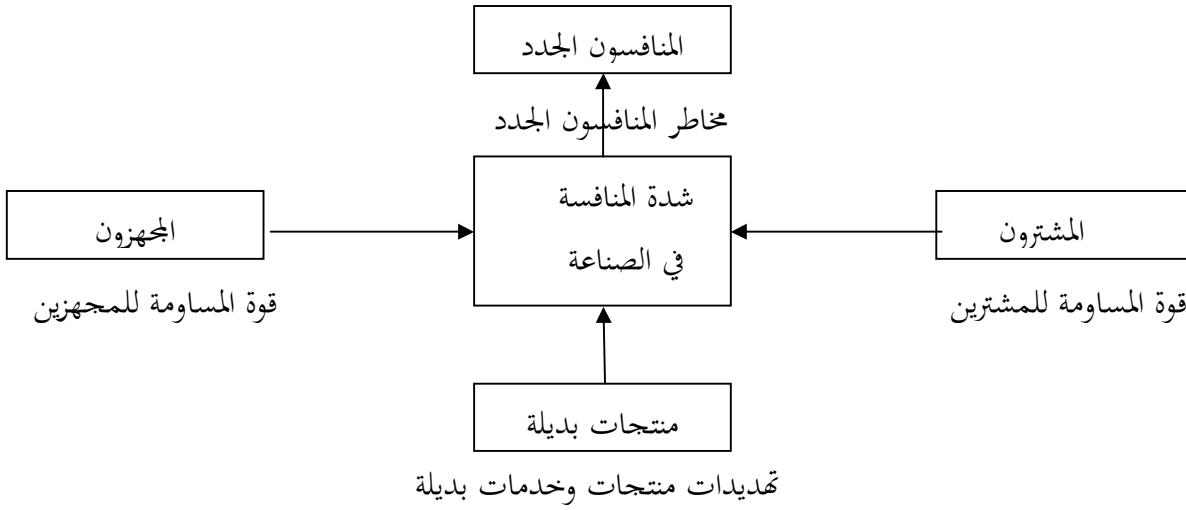 المنافسون الجدد
مخاطر المنافسون الجدد
شدة المنافسة
في الصناعة
المشترون
المجهزون
قوة المساومة للمشترين
قوة المساومة للمجهزين
منتجات بديلة
تهديدات منتجات وخدمات بديلة